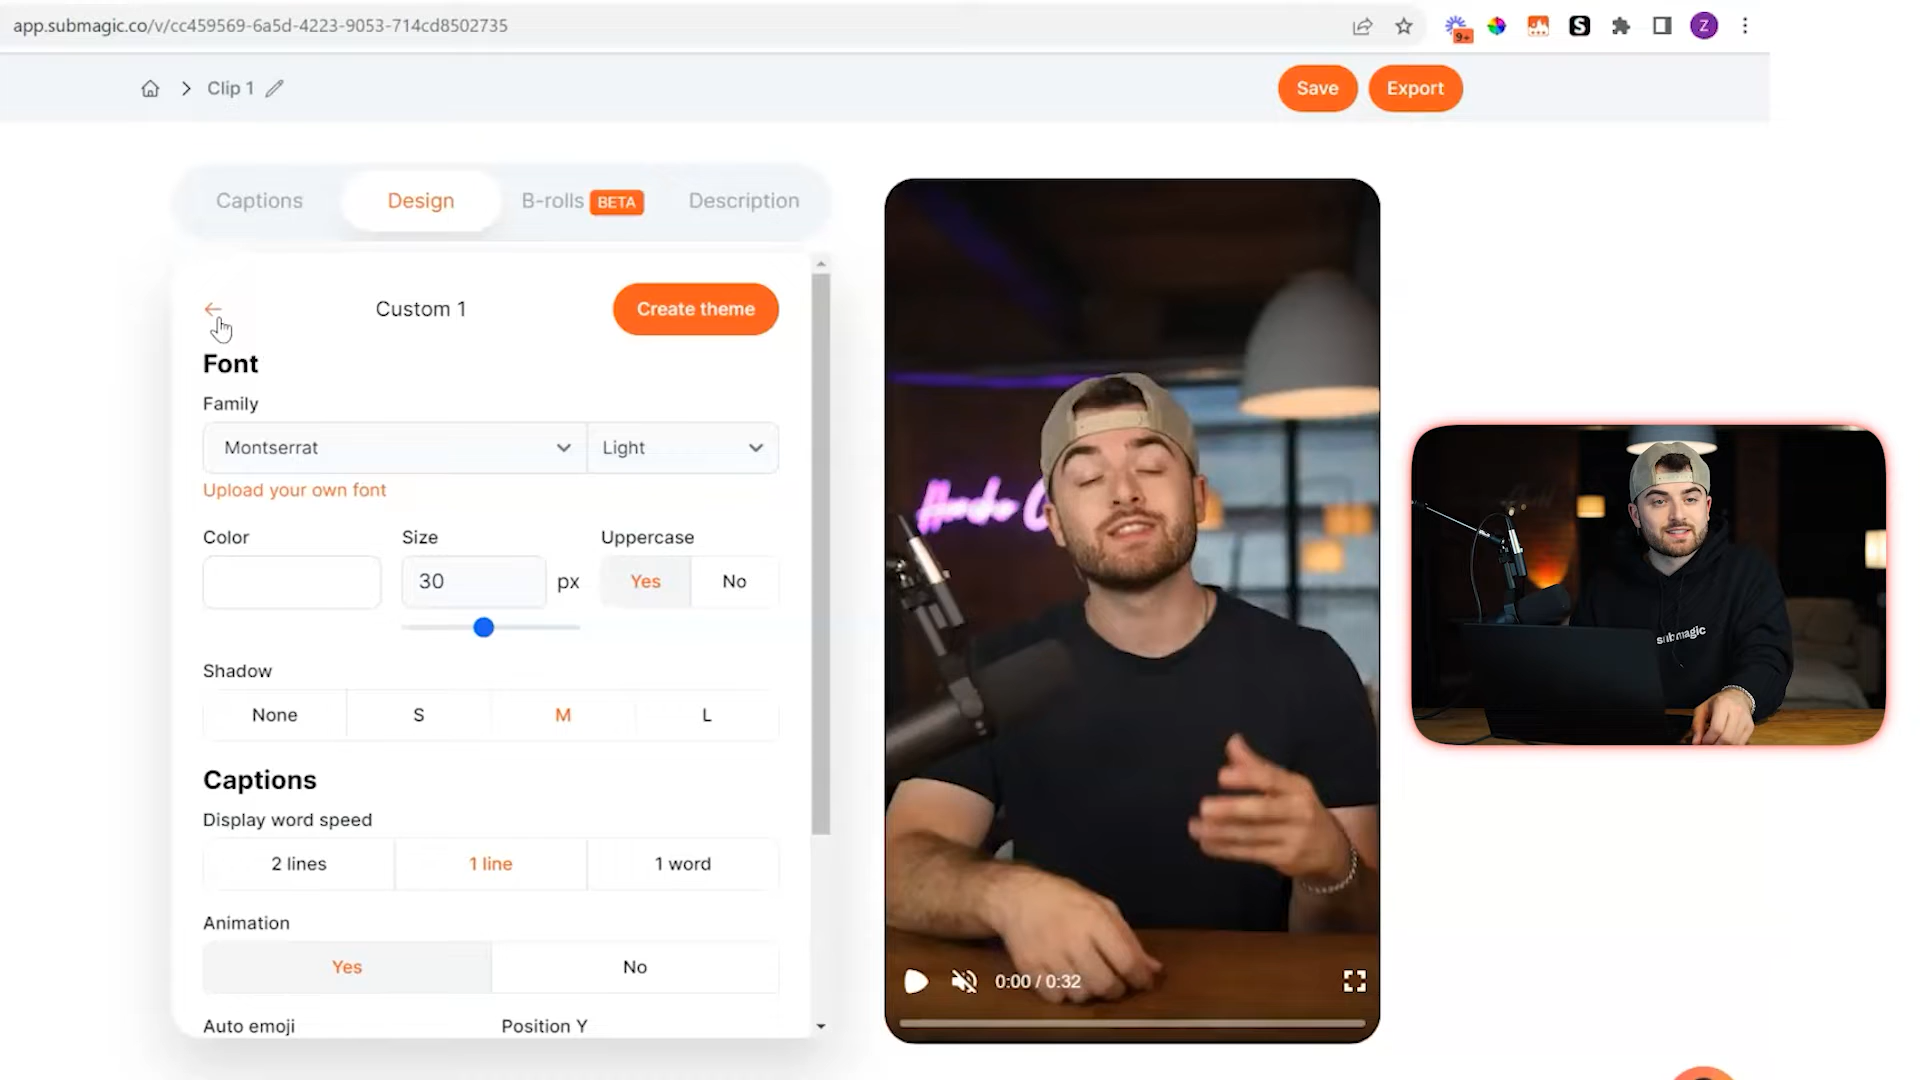 app.submagic.co/v/cc459569-6a5d-4223-9053-714cd8502735
9+
S
Z
Clip 1
Save
Export
Captions
Design
B-rolls BETA
Description
Custom 1
Create theme
Font
Family
Montserrat
Light
Upload your own font
Color
Size
Uppercase
30 px
Yes
No
Shadow
None
S
M
L
Captions
Display word speed
2 lines
1 line
1 word
Animation
Yes
No
Auto emoji
Position Y
0:00 / 0:32
submagic